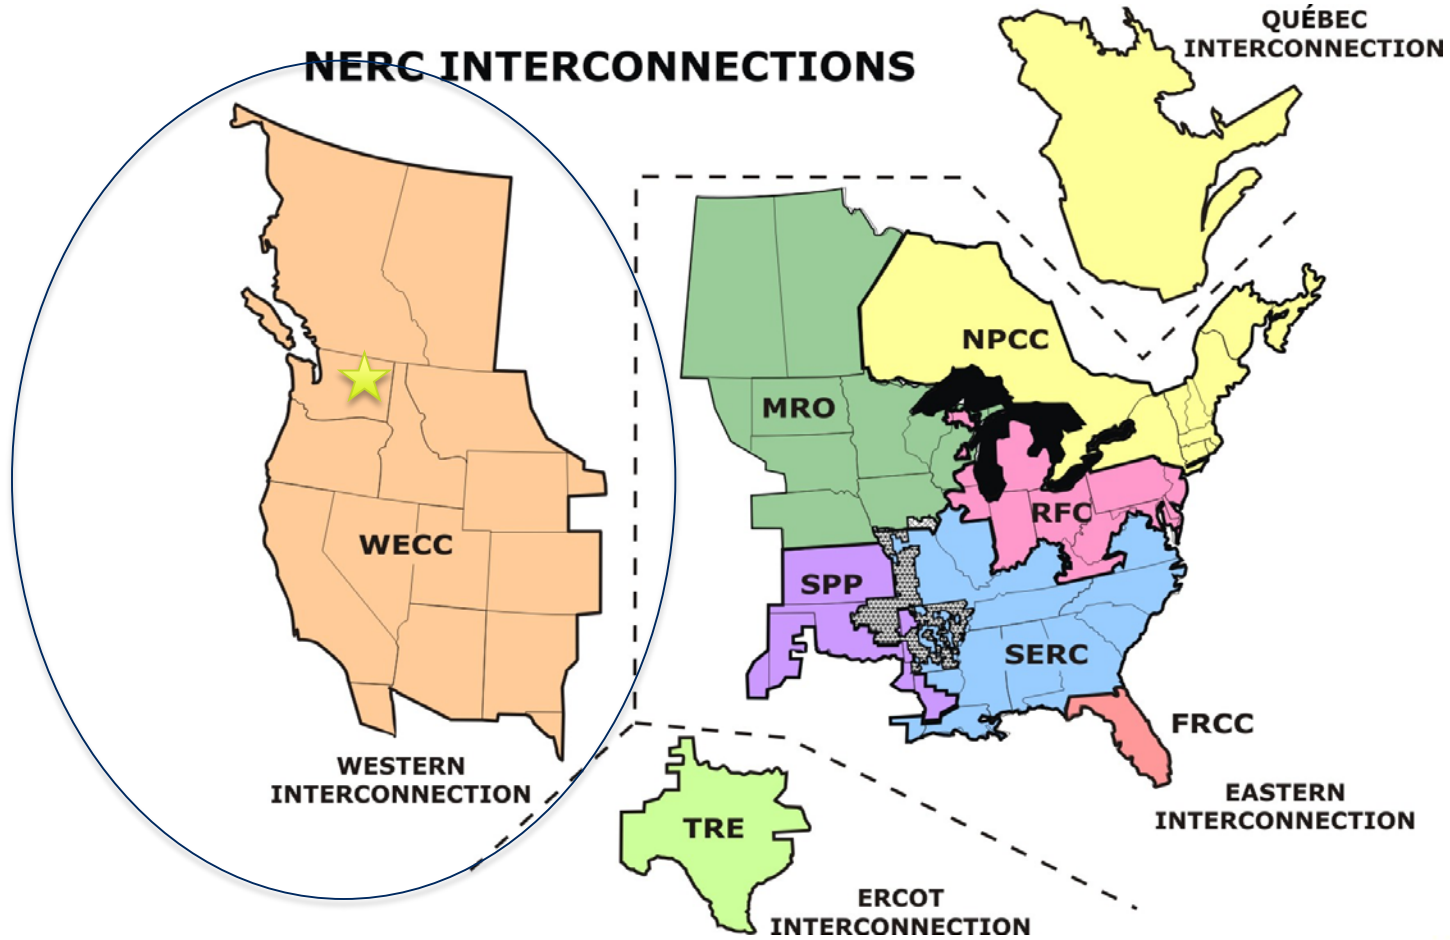 QUÉBEC
INTERCONNECTION
NERC INTERCONNECTIONS
NPCC
MRO
RFC
WECC
SPP
SERC
FRCC
WESTERN
INTERCONNECTION
EASTERN
INTERCONNECTION
TRE
ERCOT
INTERCONNECTION